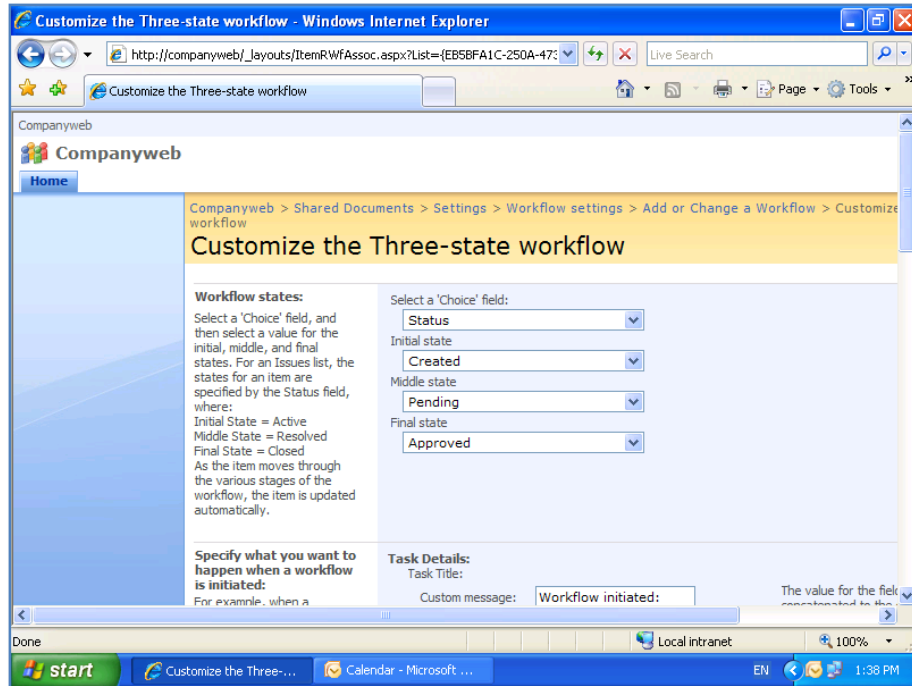 Customize the Three-state workflow - Windows Internet Explorer
http://companyweb/_layouts/ItemRWfAssoc.aspx?List={EB5BFA1C-250A-473
Live Search
Customize the Three-state workflow
Page
Tools
Companyweb
Companyweb
Home
Companyweb > Shared Documents > Settings > Workflow settings > Add or Change a Workflow > Customize
workflow
Customize the Three-state workflow
Workflow states:
Select a 'Choice' field, and
then select a value for the
initial, middle, and final
states. For an Issues list, the
states for an item are
specified by the Status field,
where:
Initial State = Active
Middle State = Resolved
Final State = Closed
As the item moves through
the various stages of the
workflow, the item is updated
automatically.
Select a 'Choice' field:
Status
Initial state
Created
Middle state
Pending
Final state
Approved
Specify what you want to
happen when a workflow
is initiated:
For example, when a
Task Details:
Task Title:
Custom message:
Workflow initiated:
The value for the field
concatenated to the
Done
Local intranet
100%
start
Customize the Three-...
Calendar - Microsoft ...
EN
1:38 PM